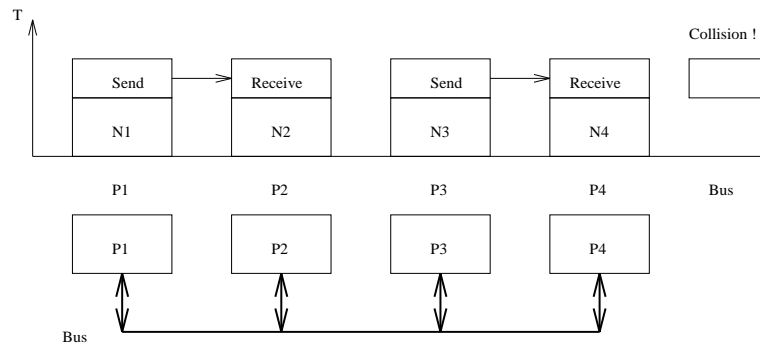 T
Collision !
Send Receive Send Receive
N1 N2 N3 N4
P1 P2 P3 P4 Bus
P1 P2 P3 P4
Bus